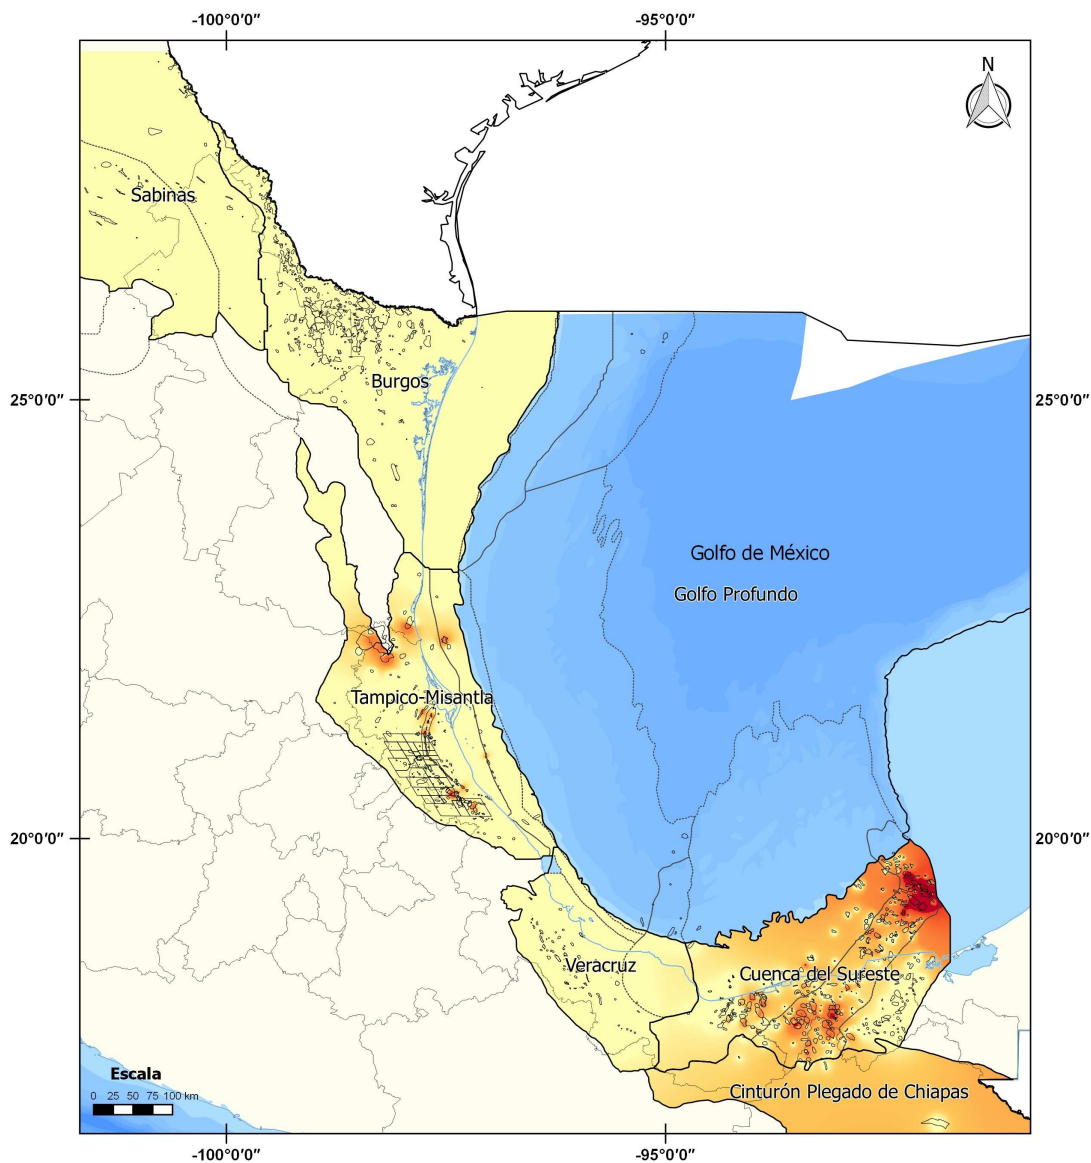 -100°0'0" -95°0'0"
N
Sabinas
Burgos
25°0'0" 25°0'0"
Golfo de México
Golfo Profundo
Tampico-Misantla
20°0'0" 20°0'0"
Veracruz
Cuenca del Sureste
Escala
0 25 50 75 100 km
Cinturón Plegado de Chiapas
-100°0'0" -95°0'0"